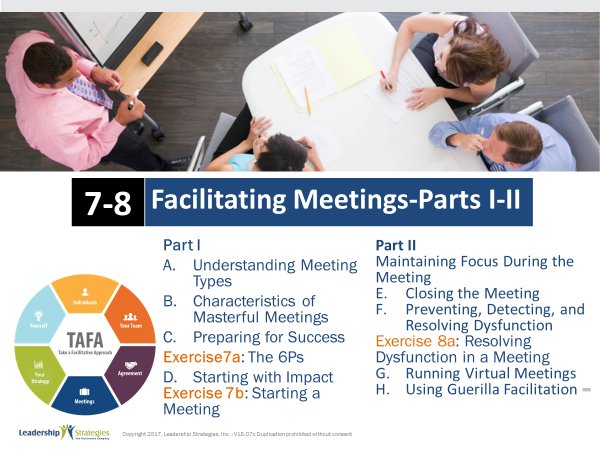 7-8
Facilitating Meetings-Parts I-II
Part I
A. Understanding Meeting
Types
B. Characteristics of
Masterful Meetings
C. Preparing for Success
Exercise7a: The 6Ps
D. Starting with Impact
Exercise 7b: Starting a
Meeting
Part II
Maintaining Focus During the
Meeting
E. Closing the Meeting
F. Preventing, Detecting, and
Resolving Dysfunction
Exercise 8a: Resolving
Dysfunction in a Meeting
G. Running Virtual Meetings
H. Using Guerilla Facilitation
Individuals
Yourself
Your Team
TAFA
Take a Facilitative Approach
Your
Strategy
Agreement
Meetings
Leadership Strategies
The Facilitation Company
Copyright 2017, Leadership Strategies, Inc. - V15.07c Duplication prohibited without consent